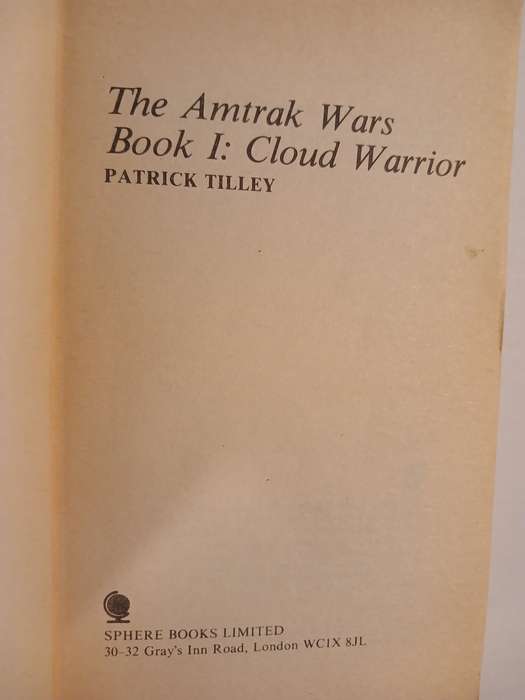 The Amtrak Wars
Book I: Cloud Warrior
PATRICK TILLEY
SPHERE BOOKS LIMITED
30-32 Gray's Inn Road, London WC1X 8JL